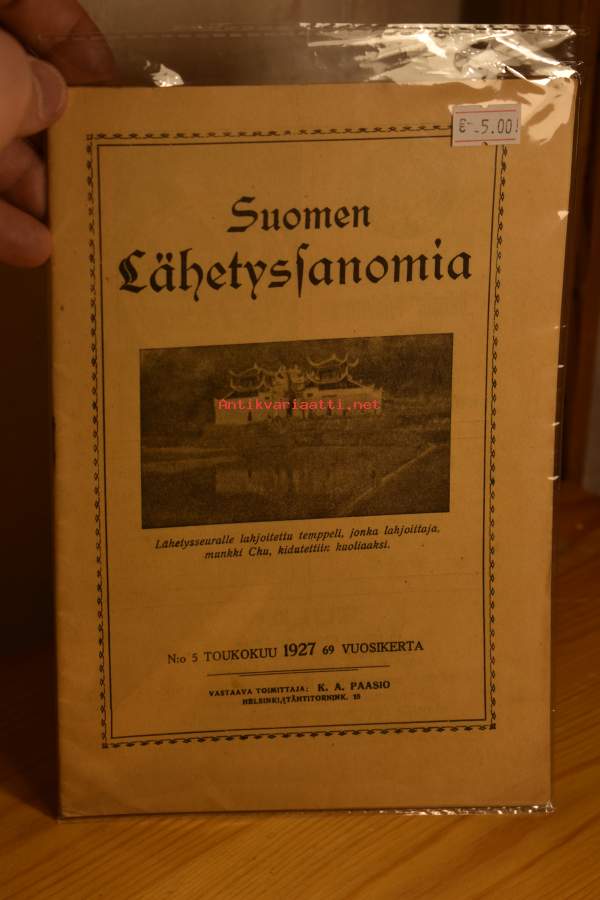 €--5.00!
Suomen
Lähetysſanomia
Antikvariaatti.net
Lähetysseuralle lahjoitettu temppeli, jonka lahjoittaja,
munkki Chu, kidutettiin kuoliaaksi.
N:o 5 TOUKOKUU 1927 69 VUOSIKERTA
VASTAAVA TOIMITTAJA: K. A. PAASIO
HELSINKI, TÄHTITORNINK. 18